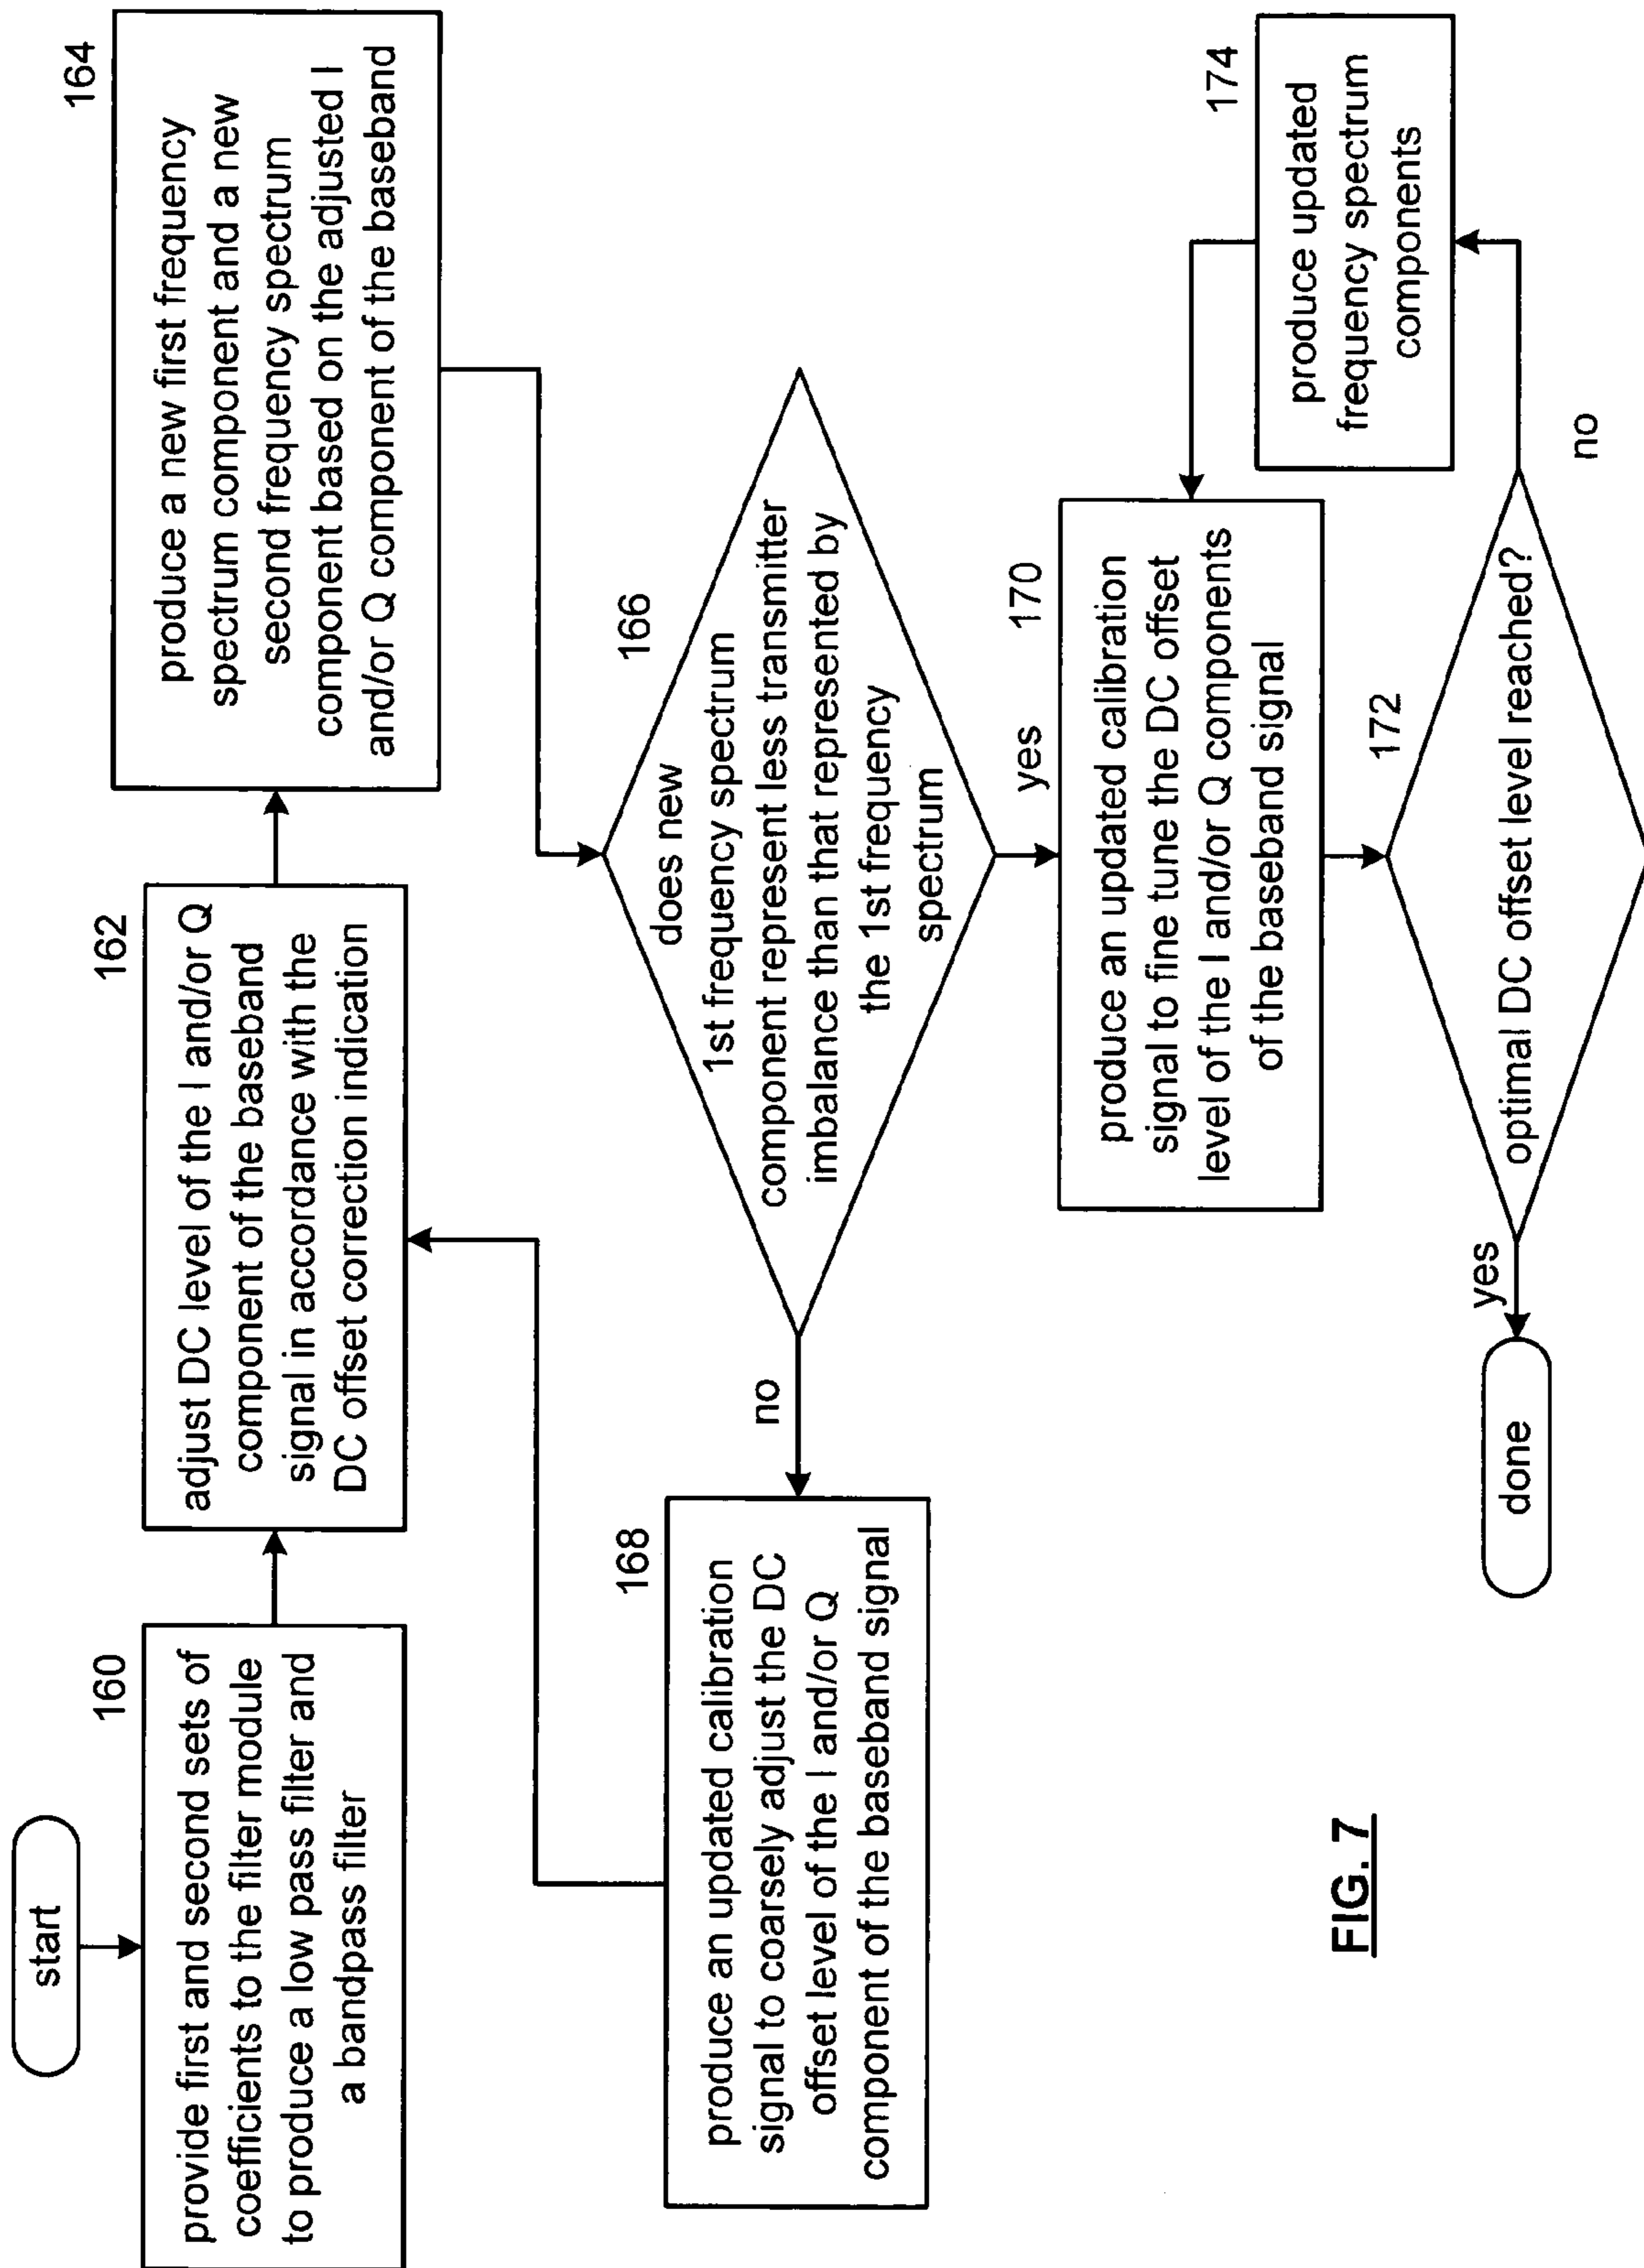 start
160
provide first and second sets of
coefficients to the filter module
to produce a low pass filter and
a bandpass filter
162
adjust DC level of the I and/or Q
component of the baseband
signal in accordance with the
DC offset correction indication
164
produce a new first frequency
spectrum component and a new
second frequency spectrum
component based on the adjusted I
and/or Q component of the baseband
166
does new
1st frequency spectrum
component represent less transmitter
imbalance than that represented by
the 1st frequency
spectrum
no
168
produce an updated calibration
signal to coarsely adjust the DC
offset level of the I and/or Q
component of the baseband signal
yes
170
produce an updated calibration
signal to fine tune the DC offset
level of the I and/or Q components
of the baseband signal
172
optimal DC offset level reached?
no
174
produce updated
frequency spectrum
components
yes
done
FIG. 7